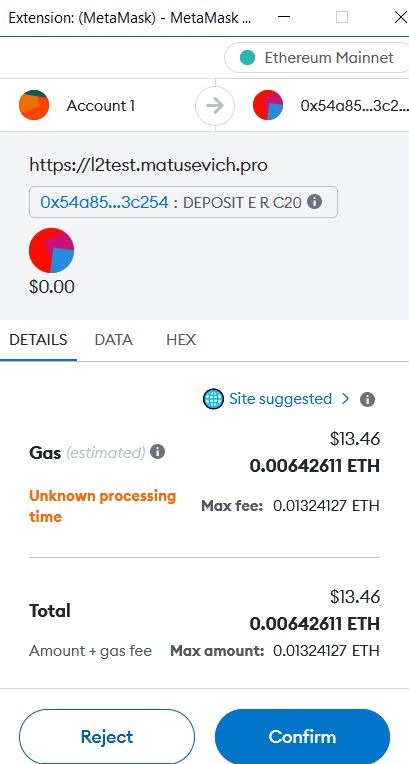 Extension: (MetaMask) - MetaMask ...
Ethereum Mainnet
Account 1
0x54a85...3c2...
https://l2test.matusevich.pro
0x54a85...3c254 : DEPOSIT E R C20
$0.00
DETAILS DATA HEX
Site suggested >
$13.46
Gas (estimated) 0.00642611 ETH
Unknown processing time Max fee: 0.01324127 ETH
$13.46
Total 0.00642611 ETH
Amount + gas fee Max amount: 0.01324127 ETH
Reject Confirm